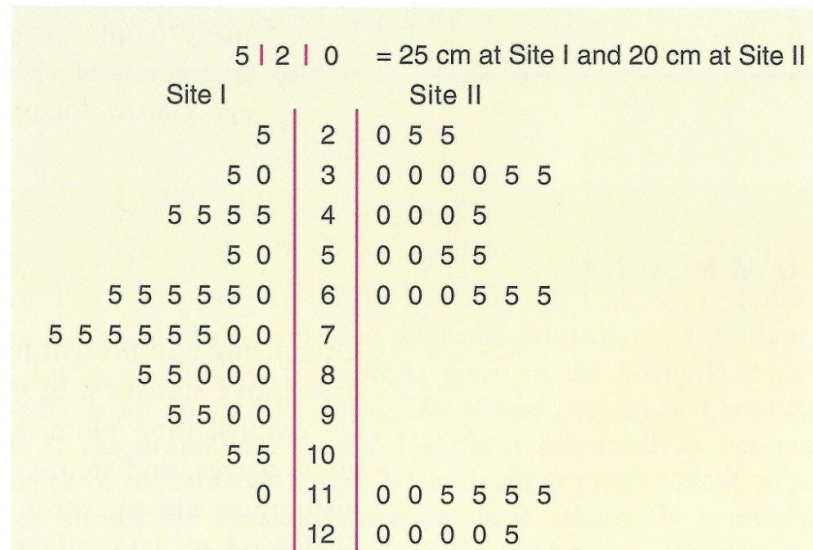 5 | 2 | 0 = 25 cm at Site I and 20 cm at Site II
Site I Site II
5 | 2 | 0 5 5
5 0 | 3 | 0 0 0 0 5 5
5 5 5 5 | 4 | 0 0 0 5
5 0 | 5 | 0 0 5 5
5 5 5 5 5 0 | 6 | 0 0 0 5 5 5
5 5 5 5 5 5 0 0 | 7 |
5 5 0 0 0 0 | 8 |
5 5 0 0 | 9 |
5 5 | 10 |
0 | 11 | 0 0 5 5 5 5
| 12 | 0 0 0 0 5